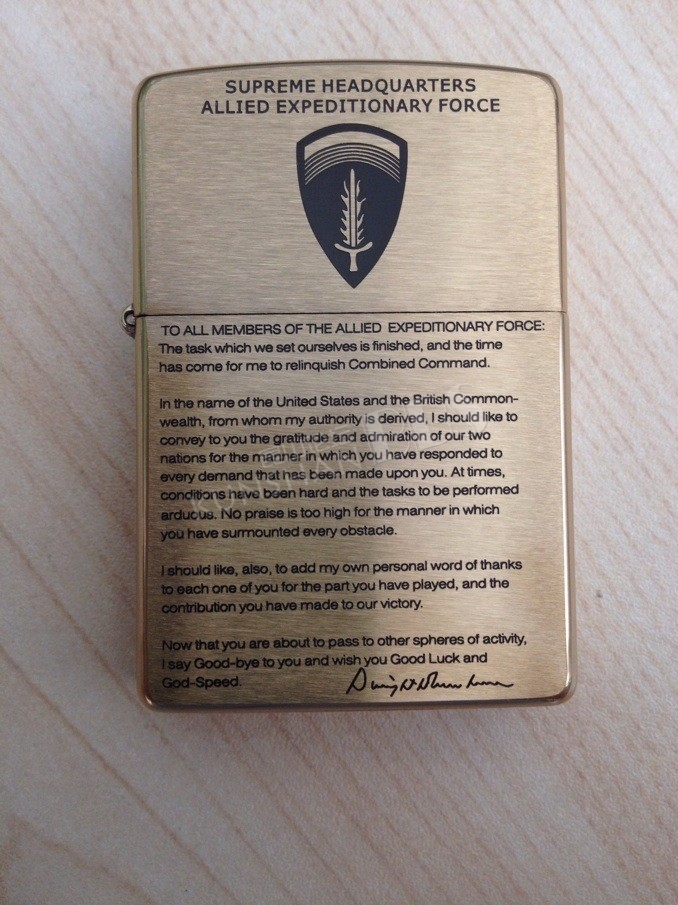 SUPREME HEADQUARTERS
ALLIED EXPEDITIONARY FORCE
TO ALL MEMBERS OF THE ALLIED EXPEDITIONARY FORCE:
The task which we set ourselves is finished, and the time
has come for me to relinquish Combined Command.
In the name of the United States and the British Common-
wealth, from whom my authority is derived, I should like to
convey to you the gratitude and admiration of our two
nations for the manner in which you have responded to
every demand that has been made upon you. At times,
conditions have been hard and the tasks to be performed
arduous. No praise is too high for the manner in which
you have surmounted every obstacle.
I should like, also, to add my own personal word of thanks
to each one of you for the part you have played, and the
contribution you have made to our victory.
Now that you are about to pass to other spheres of activity,
I say Good-bye to you and wish you Good Luck and
God-Speed.